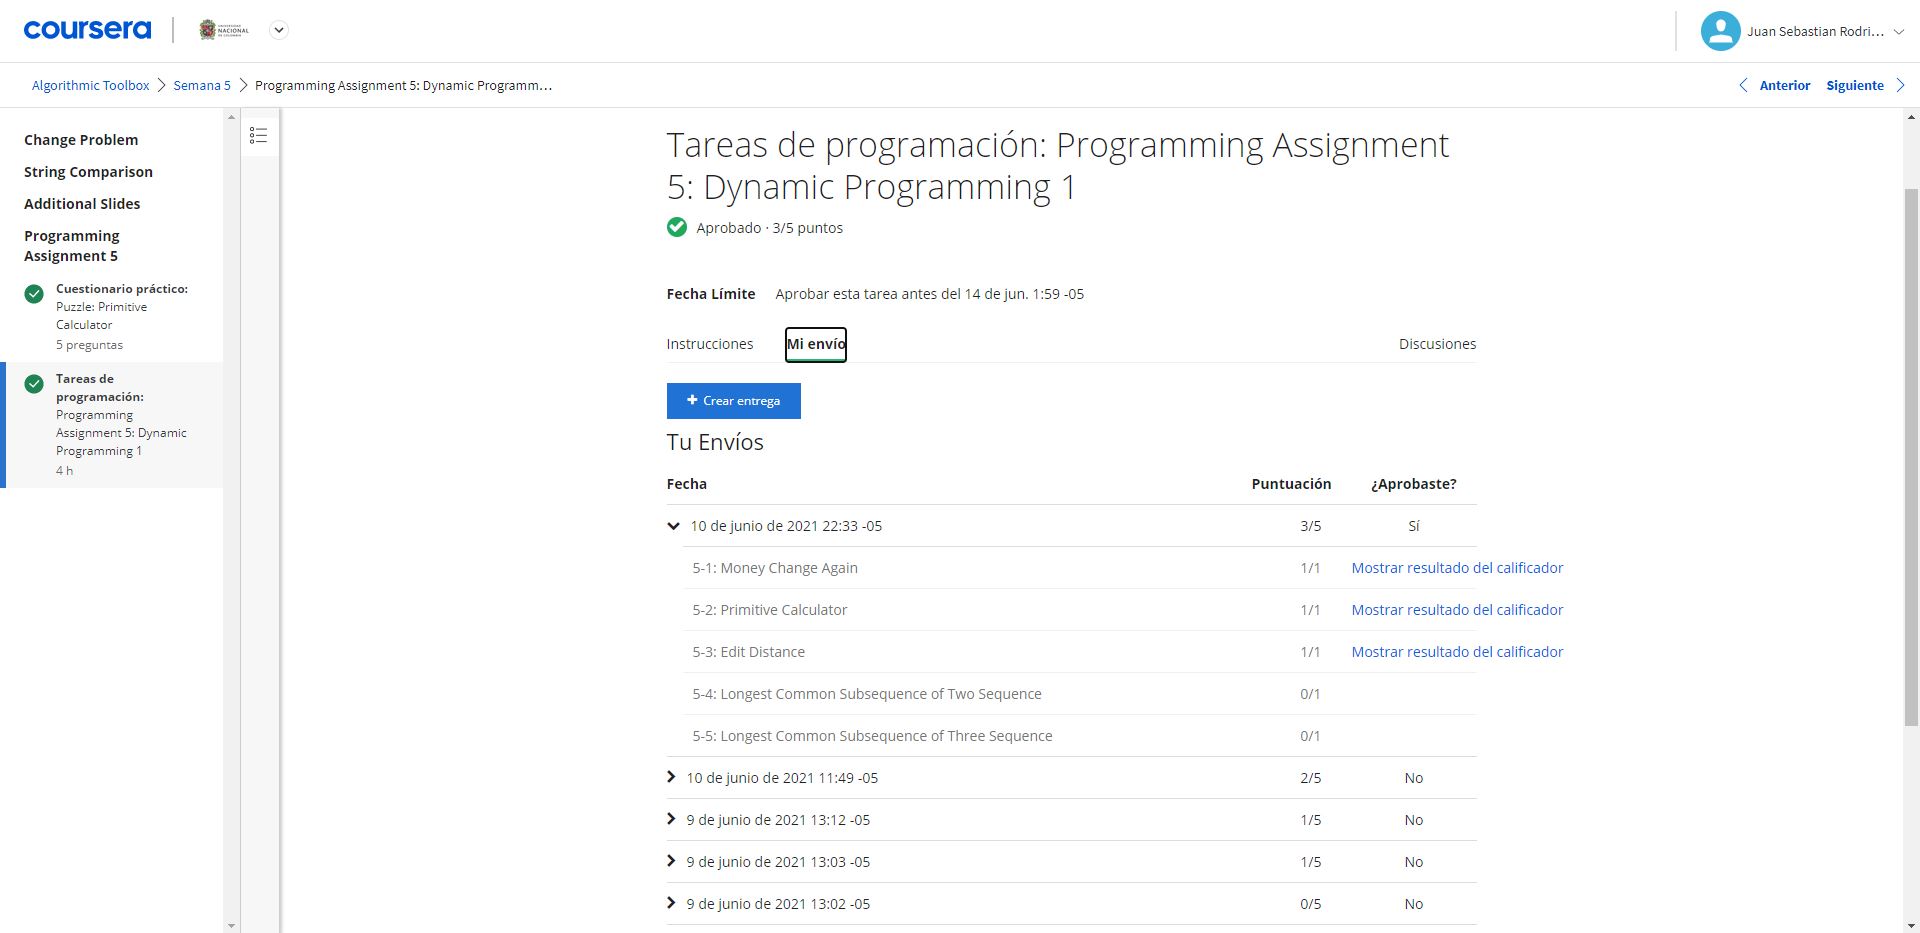 coursera
UNIVERSIDAD
NACIONAL
DE COLOMBIA
Juan Sebastian Rodri...
Algorithmic Toolbox
Semana 5
Programming Assignment 5: Dynamic Programm...
Anterior
Siguiente
Change Problem
String Comparison
Additional Slides
Programming
Assignment 5
Cuestionario práctico:
Puzzle: Primitive
Calculator
5 preguntas
Tareas de
programación:
Programming
Assignment 5: Dynamic
Programming 1
4 h
Tareas de programación: Programming Assignment
5: Dynamic Programming 1
Aprobado · 3/5 puntos
Fecha Límite Aprobar esta tarea antes del 14 de jun. 1:59 -05
Instrucciones Mi envío Discusiones
+ Crear entrega
Tu Envíos
Fecha Puntuación ¿Aprobaste?
10 de junio de 2021 22:33 -05 3/5 Sí
5-1: Money Change Again 1/1 Mostrar resultado del calificador
5-2: Primitive Calculator 1/1 Mostrar resultado del calificador
5-3: Edit Distance 1/1 Mostrar resultado del calificador
5-4: Longest Common Subsequence of Two Sequence 0/1
5-5: Longest Common Subsequence of Three Sequence 0/1
10 de junio de 2021 11:49 -05 2/5 No
9 de junio de 2021 13:12 -05 1/5 No
9 de junio de 2021 13:03 -05 1/5 No
9 de junio de 2021 13:02 -05 0/5 No